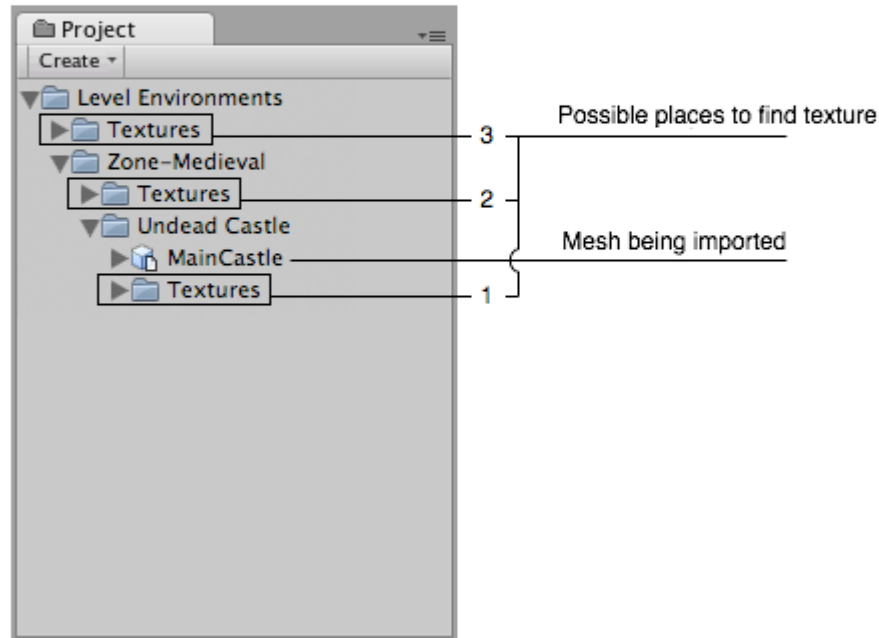 Project
Create
Level Environments
Textures
3
Possible places to find texture
Zone-Medieval
Textures
2
Undead Castle
MainCastle
Mesh being imported
Textures
1